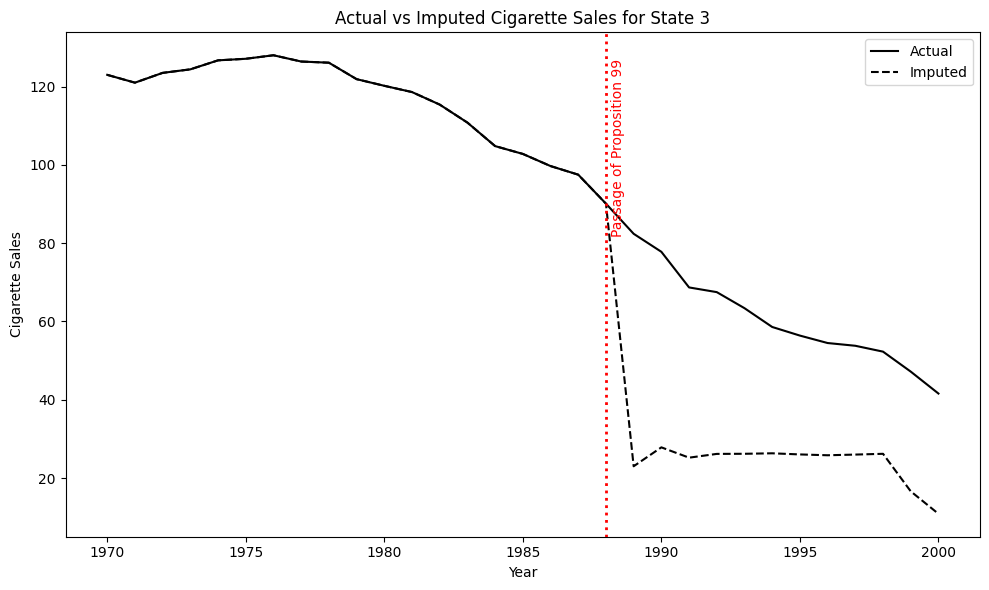 Actual vs Imputed Cigarette Sales for State 3
Actual
Imputed
Passage of Proposition 99
Cigarette Sales
120
100
80
60
40
20
1970
1975
1980
1985
1990
1995
2000
Year